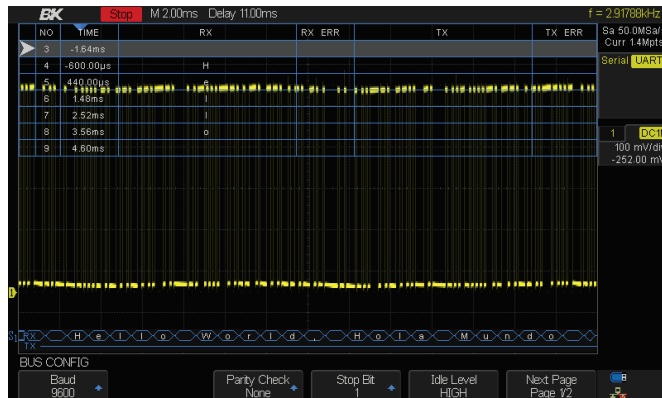 BK Stop M 2.00ms Delay 11.00ms f = 2.91788kHz
NO TIME RX RX ERR TX TX ERR
Sa 50.0MSa/
Curr 1.4Mpts
3 -1.64ms
4 -600.00µs H
Serial UART
5 440.00µs e
6 1.48ms l
7 2.52ms l
8 3.56ms o
1 DC1
9 4.60ms
100 mV/di
-252.00 mV
1
S1 RX H e l l o W o r l d , H o l a M u n d o
TX
BUS CONFIG
Baud Parity Check Stop Bit Idle Level Next Page
9600 None 1 HIGH Page 1/2